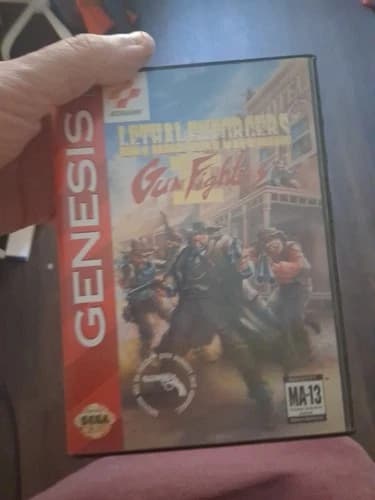 GENESIS
KONAMI
LETHAL ENFORCERS
II
Gun Fighters
MA-13
SEGA